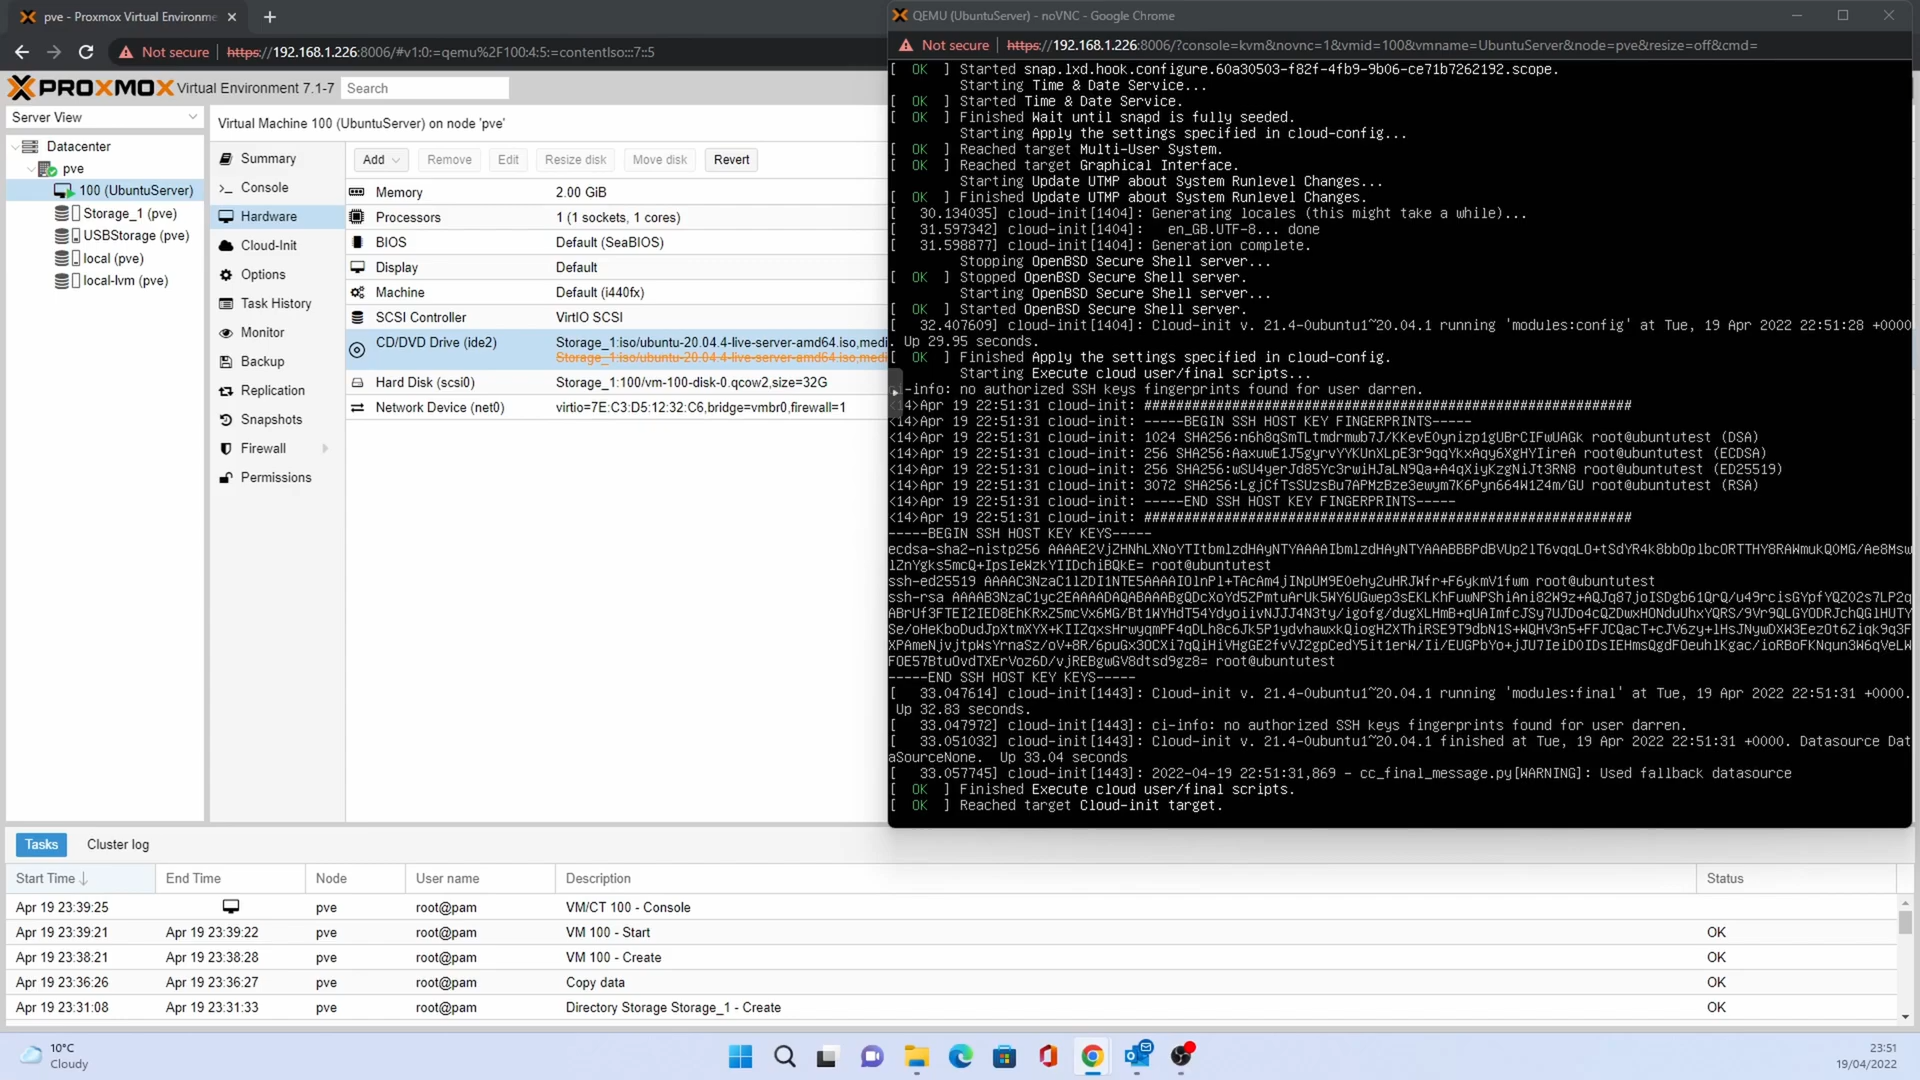 pve - Proxmox Virtual Environme
Not secure
https://192.168.1.226:8006/#v1:0:=qemu%2F100:4:5:=contentIso:::7::5
PROXMOX Virtual Environment 7.1-7
Search
Server View
Datacenter
pve
100 (UbuntuServer)
Storage_1 (pve)
USBStorage (pve)
local (pve)
local-lvm (pve)
Virtual Machine 100 (UbuntuServer) on node 'pve'
Summary
Console
Hardware
Cloud-Init
Options
Task History
Monitor
Backup
Replication
Snapshots
Firewall
Permissions
Add
Remove
Edit
Resize disk
Move disk
Revert
Memory 2.00 GiB
Processors 1 (1 sockets, 1 cores)
BIOS Default (SeaBIOS)
Display Default
Machine Default (i440fx)
SCSI Controller VirtIO SCSI
CD/DVD Drive (ide2) Storage_1:iso/ubuntu-20.04.4-live-server-amd64.iso,medi
Storage_1:iso/ubuntu-20.04.4-live-server-amd64.iso,medi
Hard Disk (scsi0) Storage_1:100/vm-100-disk-0.qcow2,size=32G
Network Device (net0) virtio=7E:C3:D5:12:32:C6,bridge=vmbr0,firewall=1
QEMU (UbuntuServer) - noVNC - Google Chrome
Not secure
https://192.168.1.226:8006/?console=kvm&novnc=1&vmid=100&vmname=UbuntuServer&node=pve&resize=off&cmd=
[  OK  ] Started snap.lxd.hook.configure.60a30503-f82f-4fb9-9b06-ce71b7262192.scope.
Starting Time & Date Service...
[  OK  ] Started Time & Date Service.
[  OK  ] Finished Wait until snapd is fully seeded.
Starting Apply the settings specified in cloud-config...
[  OK  ] Reached target Multi-User System.
[  OK  ] Reached target Graphical Interface.
Starting Update UTMP about System Runlevel Changes...
[  OK  ] Finished Update UTMP about System Runlevel Changes.
[   30.134035] cloud-init[1404]: Generating locales (this might take a while)...
[   31.597342] cloud-init[1404]:   en_GB.UTF-8... done
[   31.598877] cloud-init[1404]: Generation complete.
Stopping OpenBSD Secure Shell server...
[  OK  ] Stopped OpenBSD Secure Shell server.
Starting OpenBSD Secure Shell server...
[  OK  ] Started OpenBSD Secure Shell server.
[   32.407609] cloud-init[1404]: Cloud-init v. 21.4-0ubuntu1~20.04.1 running 'modules:config' at Tue, 19 Apr 2022 22:51:28 +0000.
Up 29.95 seconds.
[  OK  ] Finished Apply the settings specified in cloud-config.
Starting Execute cloud user/final scripts...
ci-info: no authorized SSH keys fingerprints found for user darren.
<14>Apr 19 22:51:31 cloud-init: #############################################################
<14>Apr 19 22:51:31 cloud-init: -----BEGIN SSH HOST KEY FINGERPRINTS-----
<14>Apr 19 22:51:31 cloud-init: 1024 SHA256:n6h8qSmTLtmdrmwb7J/KKevE0ynizp1gUBrCIFwUAGk root@ubuntutest (DSA)
<14>Apr 19 22:51:31 cloud-init: 256 SHA256:AaxuwE1J5gyrvYYKUnXLpE3r9qqYkxAqy6XgHYIireA root@ubuntutest (ECDSA)
<14>Apr 19 22:51:31 cloud-init: 256 SHA256:wSU4yerJd85Yc3rwiHJaLN9Qa+A4qXiyKzgNiJt3RN8 root@ubuntutest (ED25519)
<14>Apr 19 22:51:31 cloud-init: 3072 SHA256:LgjCfTsSUzsBu7APMzBze3ewym7K6Pyn664W1Z4m/GU root@ubuntutest (RSA)
<14>Apr 19 22:51:31 cloud-init: -----END SSH HOST KEY FINGERPRINTS-----
<14>Apr 19 22:51:31 cloud-init: #############################################################
-----BEGIN SSH HOST KEY KEYS-----
ecdsa-sha2-nistp256
root@ubuntutest
ssh-ed25519 root@ubuntutest
ssh-rsa
root@ubuntutest
-----END SSH HOST KEY KEYS-----
[   33.047614] cloud-init[1443]: Cloud-init v. 21.4-0ubuntu1~20.04.1 running 'modules:final' at Tue, 19 Apr 2022 22:51:31 +0000.
Up 32.83 seconds.
[   33.047972] cloud-init[1443]: ci-info: no authorized SSH keys fingerprints found for user darren.
[   33.051032] cloud-init[1443]: Cloud-init v. 21.4-0ubuntu1~20.04.1 finished at Tue, 19 Apr 2022 22:51:31 +0000. Datasource Dat
aSourceNone.  Up 33.04 seconds
[   33.057745] cloud-init[1443]: 2022-04-19 22:51:31,869 - cc_final_message.py[WARNING]: Used fallback datasource
[  OK  ] Finished Execute cloud user/final scripts.
[  OK  ] Reached target Cloud-init target.
Tasks
Cluster log
Start Time End Time Node User name Description Status
Apr 19 23:39:25 pve root@pam VM/CT 100 - Console
Apr 19 23:39:21 Apr 19 23:39:22 pve root@pam VM 100 - Start OK
Apr 19 23:38:21 Apr 19 23:38:28 pve root@pam VM 100 - Create OK
Apr 19 23:36:26 Apr 19 23:36:27 pve root@pam Copy data OK
Apr 19 23:31:08 Apr 19 23:31:33 pve root@pam Directory Storage Storage_1 - Create OK
10°C
Cloudy
23:51
19/04/2022